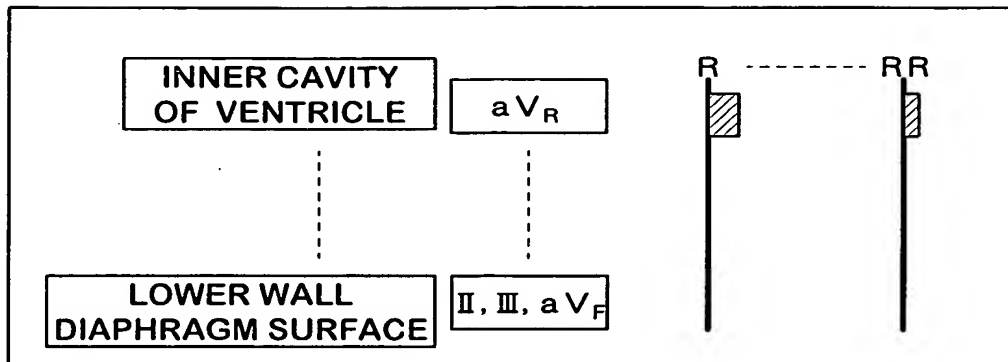 INNER CAVITY
OF VENTRICLE
aVR
R RR
LOWER WALL
DIAPHRAGM SURFACE
Ⅱ, Ⅲ, aVF